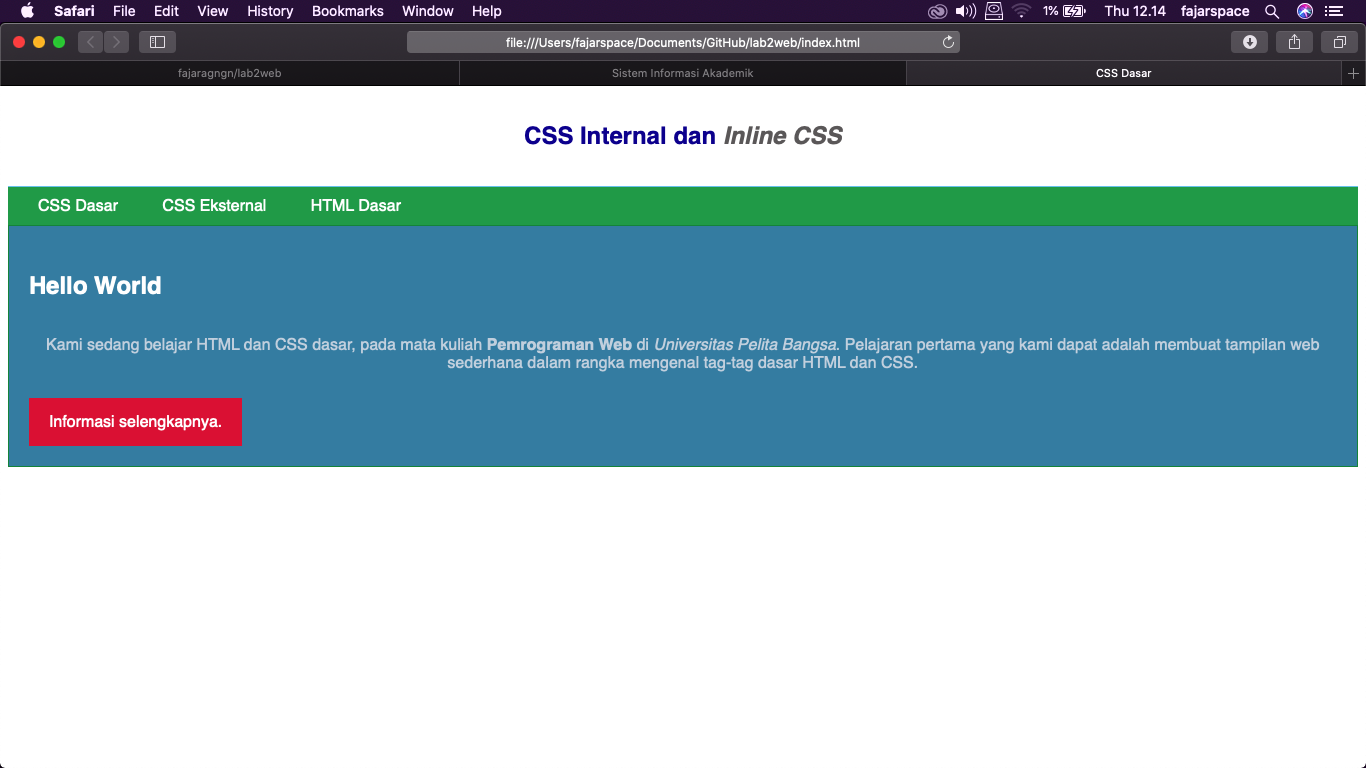 Safari File Edit View History Bookmarks Window Help 1% Thu 12.14 fajarspace
file:///Users/fajarspace/Documents/GitHub/lab2web/index.html
fajaragngn/lab2web Sistem Informasi Akademik CSS Dasar
CSS Internal dan Inline CSS
CSS Dasar CSS Eksternal HTML Dasar
Hello World
Kami sedang belajar HTML dan CSS dasar, pada mata kuliah Pemrograman Web di Universitas Pelita Bangsa. Pelajaran pertama yang kami dapat adalah membuat tampilan web
sederhana dalam rangka mengenal tag-tag dasar HTML dan CSS.
Informasi selengkapnya.